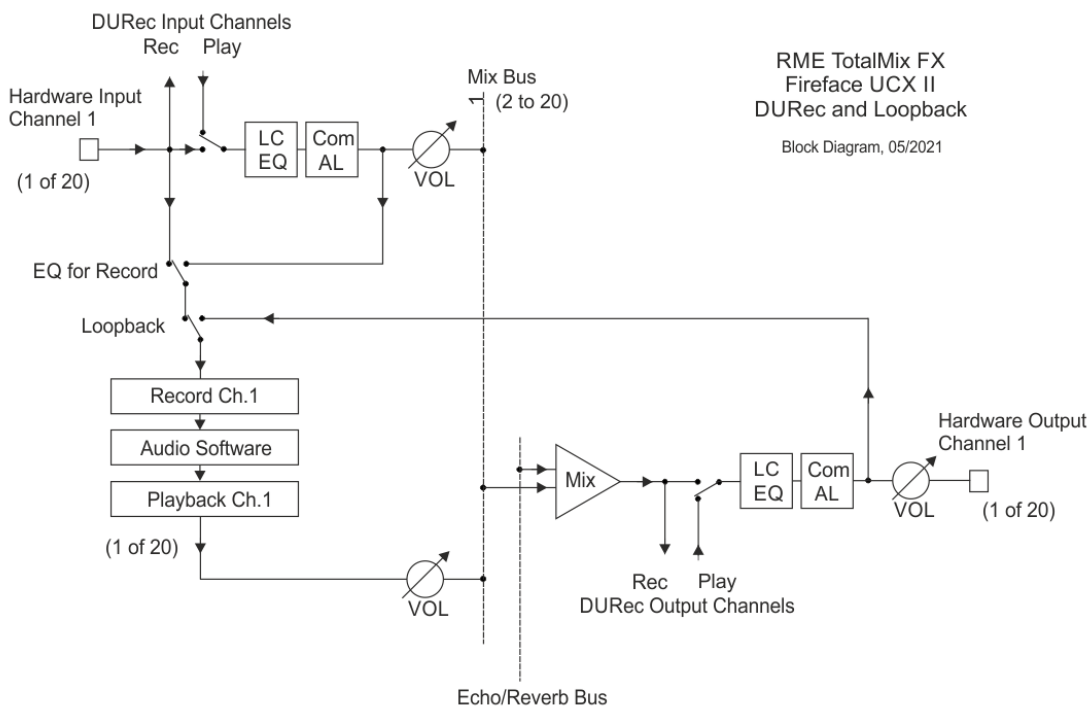 DURec Input Channels
Rec Play
Hardware Input
Channel 1
(1 of 20)
LC
EQ
Com
AL
VOL
Mix Bus
1 (2 to 20)
RME TotalMix FX
Fireface UCX II
DURec and Loopback
Block Diagram, 05/2021
EQ for Record
Loopback
Record Ch.1
Audio Software
Playback Ch.1
(1 of 20)
VOL
Mix
Rec Play
DURec Output Channels
LC
EQ
Com
AL
VOL
Hardware Output
Channel 1
(1 of 20)
Echo/Reverb Bus